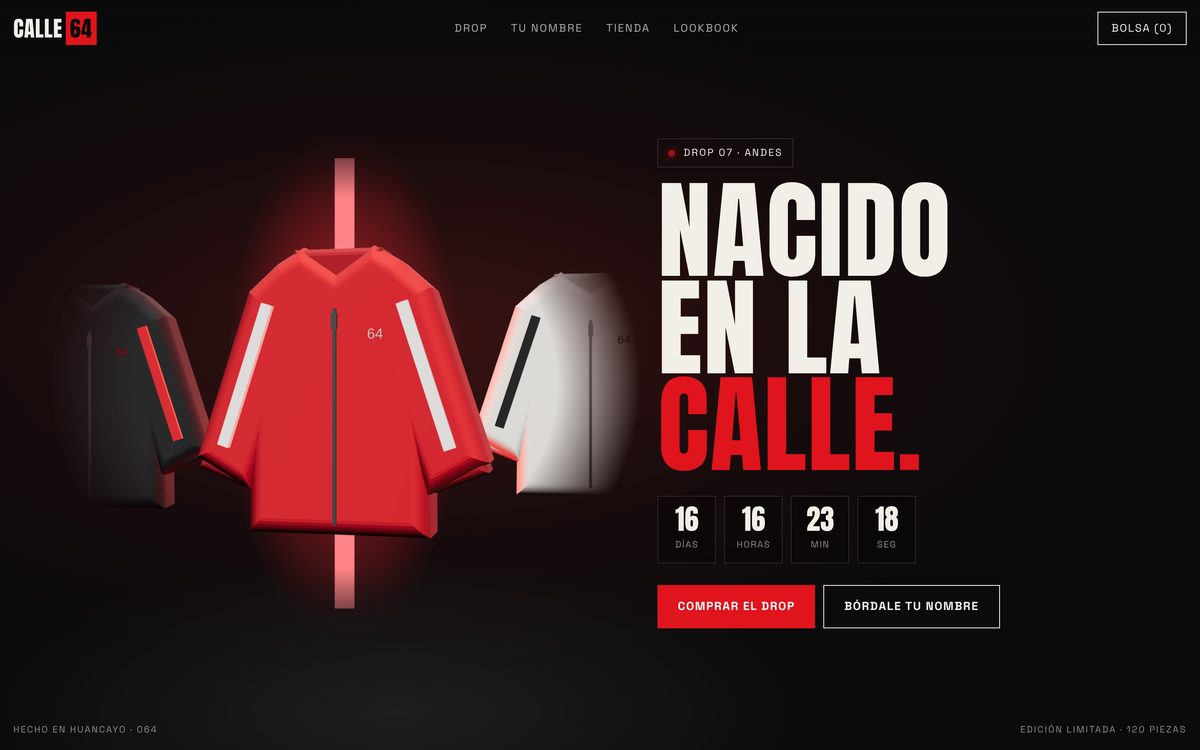 CALLE 64
DROP
TU NOMBRE
TIENDA
LOOKBOOK
BOLSA (0)
DROP 07 · ANDES
NACIDO
EN LA
CALLE.
64
64
64
16
DÍAS
16
HORAS
23
MIN
18
SEG
COMPRAR EL DROP
BÓRDALE TU NOMBRE
HECHO EN HUANCAYO · 064
EDICIÓN LIMITADA · 120 PIEZAS